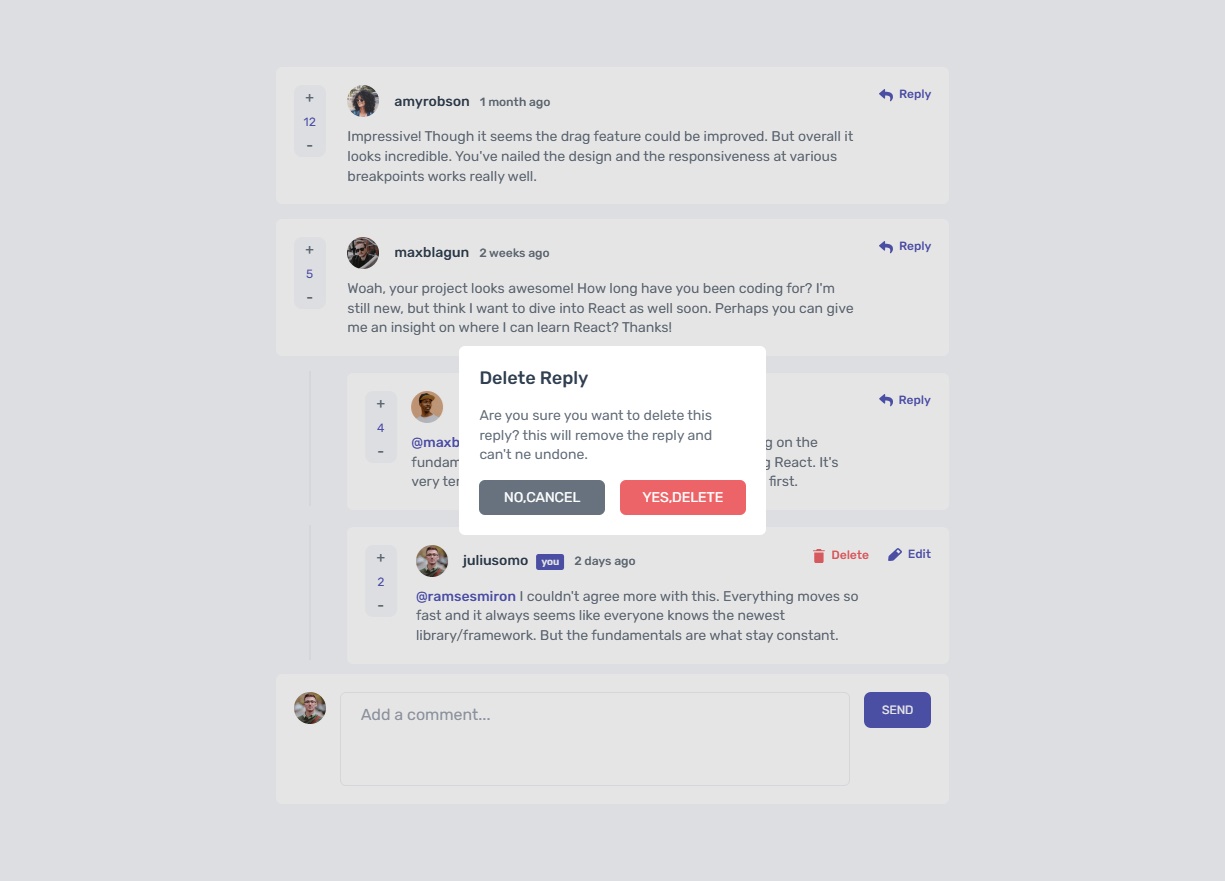 +
12
-
amyrobson 1 month ago
Reply
Impressive! Though it seems the drag feature could be improved. But overall it
looks incredible. You've nailed the design and the responsiveness at various
breakpoints works really well.
+
5
-
maxblagun 2 weeks ago
Reply
Woah, your project looks awesome! How long have you been coding for? I'm
still new, but think I want to dive into React as well soon. Perhaps you can give
me an insight on where I can learn React? Thanks!
Delete Reply
Are you sure you want to delete this
reply? this will remove the reply and
can't ne undone.
NO,CANCEL YES,DELETE
+
4
-
Reply
@maxb g on the
fundam g React. It's
very ter first.
+
2
-
juliusomo you 2 days ago
Delete Edit
@ramsesmiron I couldn't agree more with this. Everything moves so
fast and it always seems like everyone knows the newest
library/framework. But the fundamentals are what stay constant.
Add a comment...
SEND